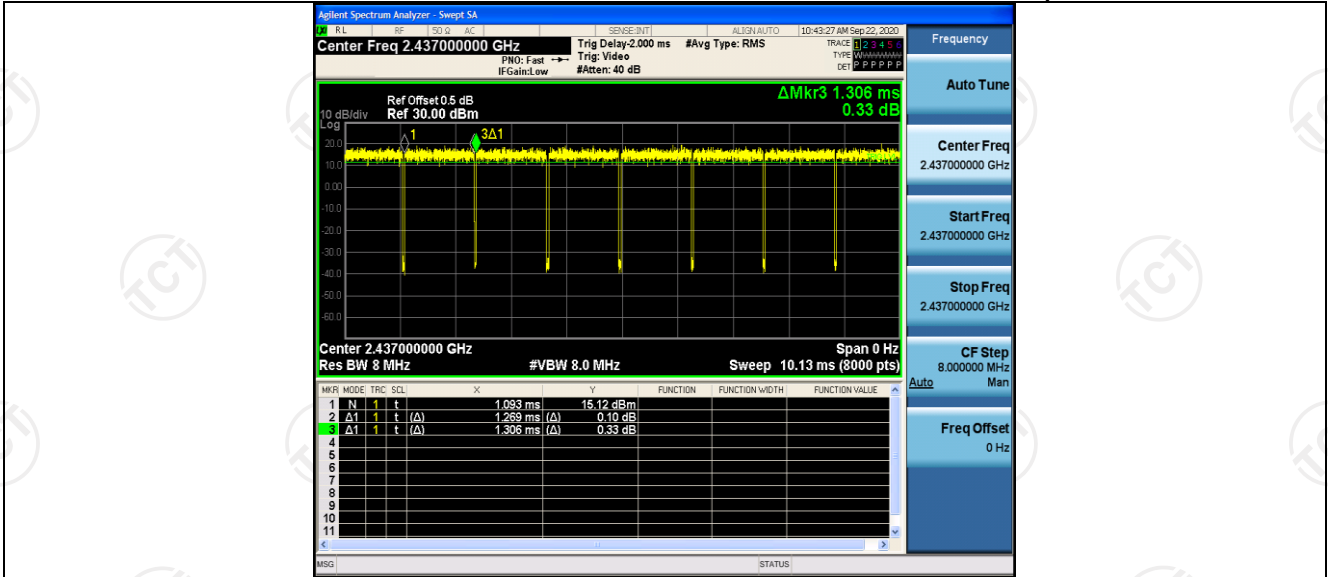 Agilent Spectrum Analyzer - Swept SA
RL RF 50 Ω AC SENSE:INT ALIGN AUTO 10:43:27 AM Sep 22, 2020
Center Freq 2.437000000 GHz
PNO: Fast
IFGain:Low
Trig Delay-2.000 ms
Trig: Video
#Atten: 40 dB
#Avg Type: RMS
TRACE 1 2 3 4 5 6
TYPE WWWWWW
DET P P P P P P
ΔMkr3 1.306 ms
0.33 dB
Ref Offset 0.5 dB
10 dB/div Ref 30.00 dBm
Log
1
3Δ1
20.0
10.0
0.00
-10.0
-20.0
-30.0
-40.0
-50.0
-60.0
Center 2.437000000 GHz Span 0 Hz
Res BW 8 MHz #VBW 8.0 MHz Sweep 10.13 ms (8000 pts)
MKR MODE TRC SCL X Y FUNCTION FUNCTION WIDTH FUNCTION VALUE
1 N 1 t 1.093 ms 15.12 dBm
2 Δ1 1 t (Δ) 1.269 ms (Δ) 0.10 dB
3 Δ1 1 t (Δ) 1.306 ms (Δ) 0.33 dB
4
5
6
7
8
9
10
11
MSG STATUS
Frequency
Auto Tune
Center Freq
2.437000000 GHz
Start Freq
2.437000000 GHz
Stop Freq
2.437000000 GHz
CF Step
8.000000 MHz
Auto Man
Freq Offset
0 Hz
TCT
TCT